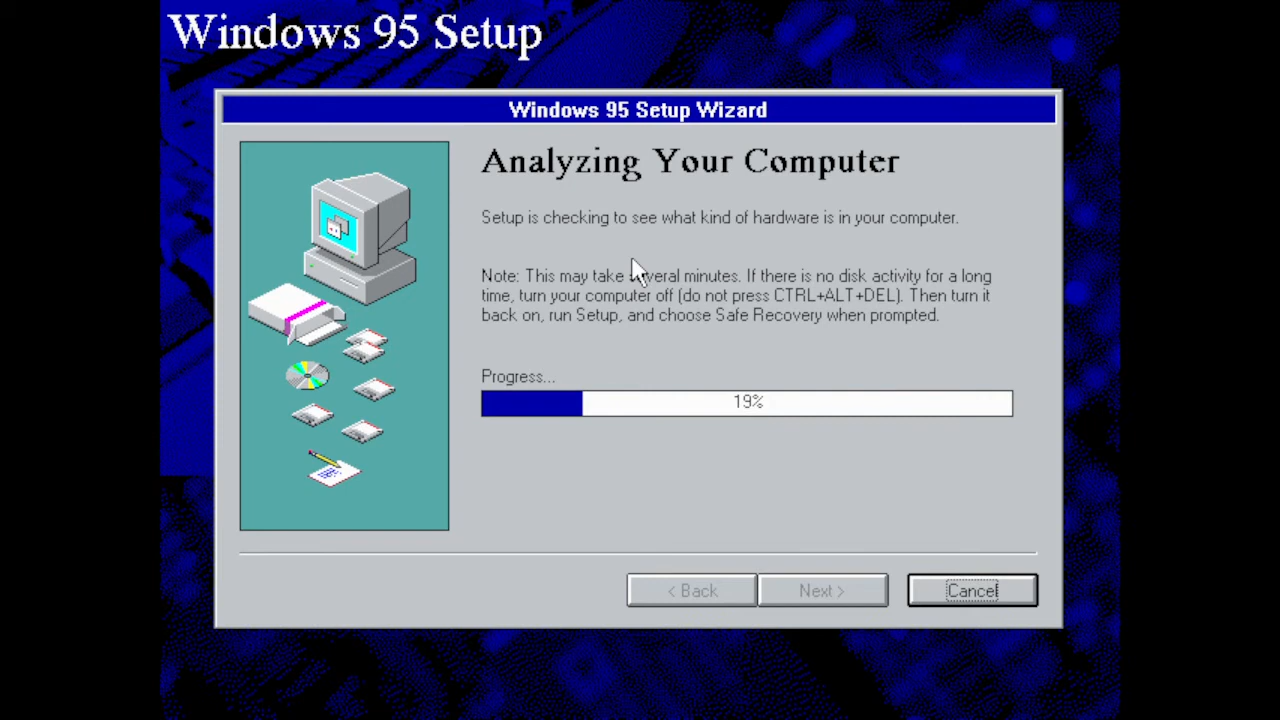 Windows 95 Setup
Windows 95 Setup Wizard
Analyzing Your Computer
Setup is checking to see what kind of hardware is in your computer.
Note: This may take several minutes. If there is no disk activity for a long
time, turn your computer off (do not press CTRL+ALT+DEL). Then turn it
back on, run Setup, and choose Safe Recovery when prompted.
Progress...
19%
< Back Next > Cancel